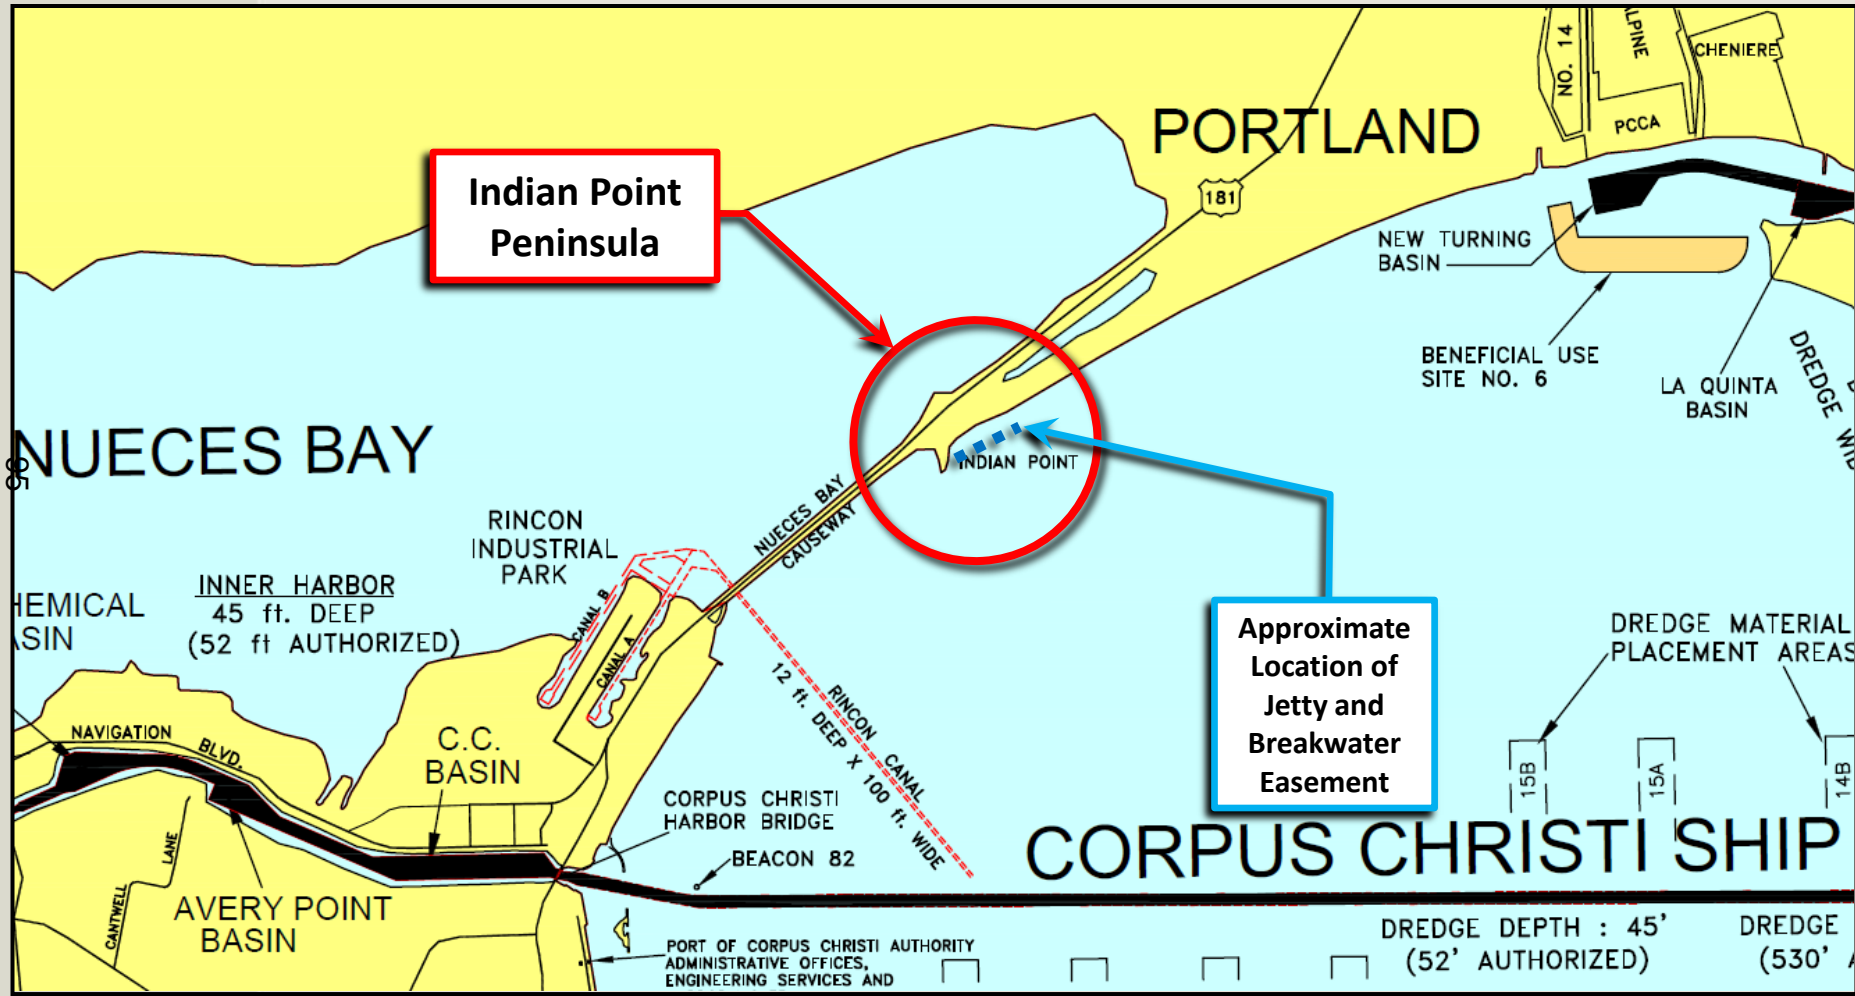 ALPINE
NO. 14
CHENIERE
PCCA
PORTLAND
181
Indian Point
Peninsula
NEW TURNING
BASIN
BENEFICIAL USE
SITE NO. 6
LA QUINTA
BASIN
DREDGE WID
NUECES BAY
95
INDIAN POINT
NUECES BAY
CAUSEWAY
RINCON
INDUSTRIAL
PARK
INNER HARBOR
45 ft. DEEP
(52 ft AUTHORIZED)
HEMICAL
ASIN
CANAL B
CANAL A
Approximate
Location of
Jetty and
Breakwater
Easement
DREDGE MATERIAL
PLACEMENT AREAS
RINCON CANAL
12 ft. DEEP X 100 ft. WIDE
NAVIGATION BLVD.
C.C.
BASIN
15B
15A
14B
CORPUS CHRISTI
HARBOR BRIDGE
BEACON 82
CORPUS CHRISTI SHIP
LANE
CANTWELL
AVERY POINT
BASIN
PORT OF CORPUS CHRISTI AUTHORITY
ADMINISTRATIVE OFFICES,
ENGINEERING SERVICES AND
DREDGE DEPTH : 45'
(52' AUTHORIZED)
DREDGE
(530' A